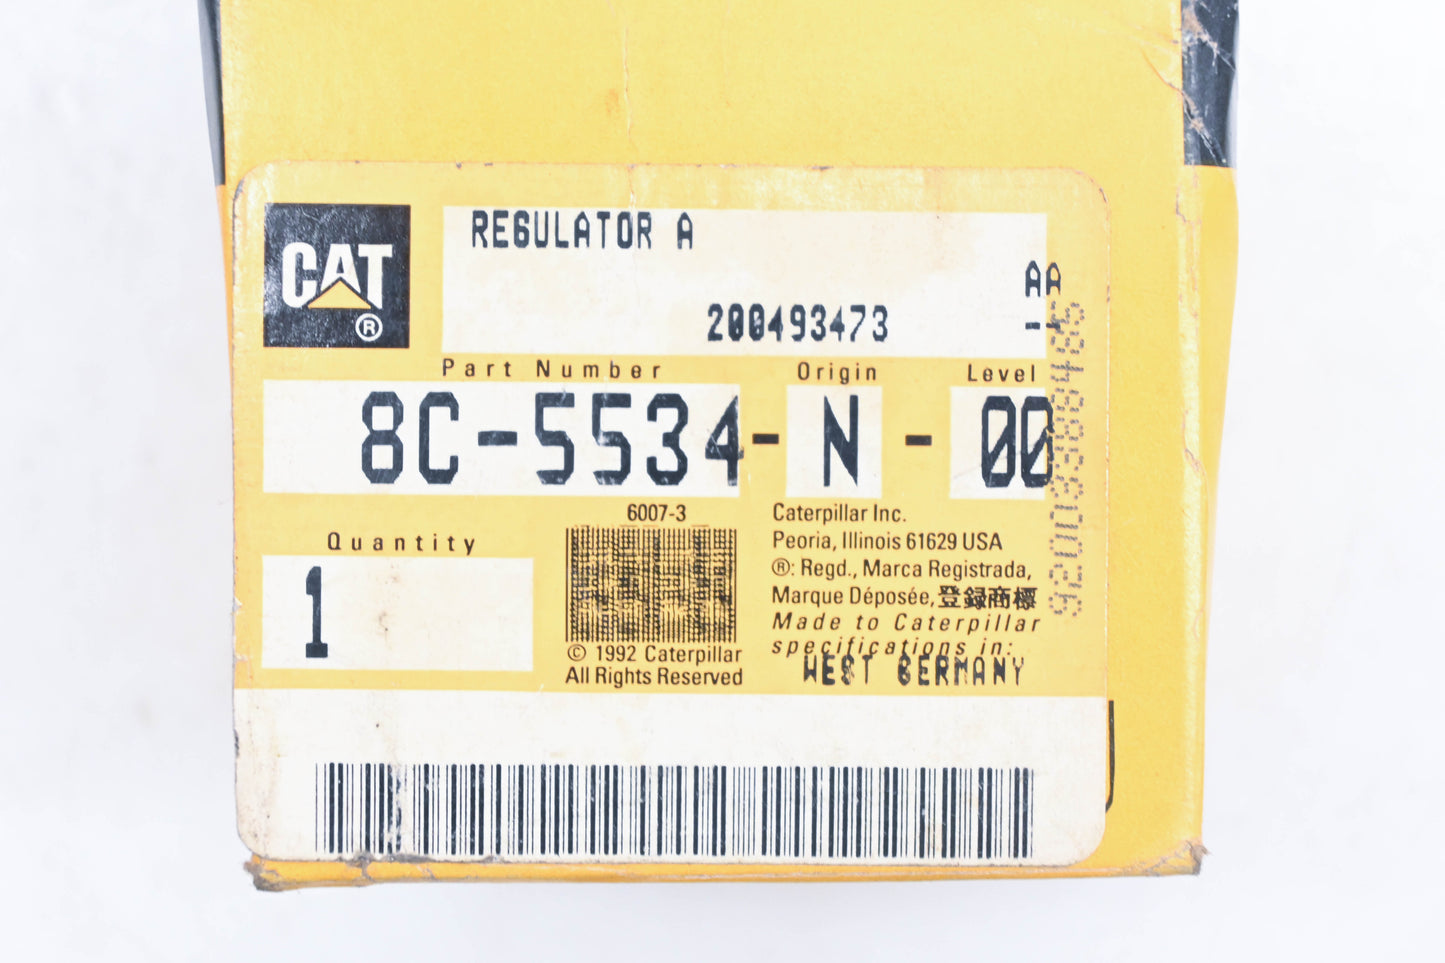 CAT
®
REGULATOR A
AA
200493473
Part Number Origin Level
8C-5534 - N - 00
Quantity
1
6007-3
© 1992 Caterpillar
All Rights Reserved
Caterpillar Inc.
Peoria, Illinois 61629 USA
®: Regd., Marca Registrada,
Marque Déposée, 登録商標
Made to Caterpillar
specifications in:
WEST GERMANY